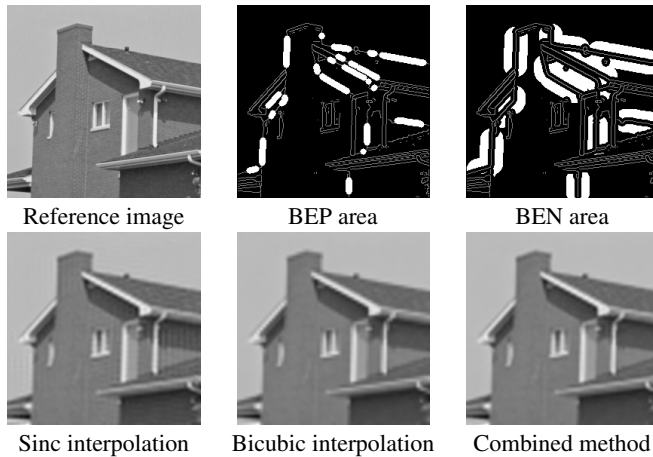 Reference image
BEP area
BEN area
Sinc interpolation
Bicubic interpolation
Combined method